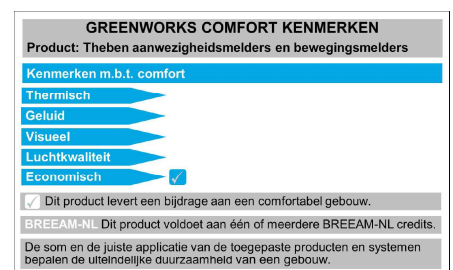 GREENWORKS COMFORT KENMERKEN
Product: Theben aanwezigheidsmelders en bewegingsmelders
Kenmerken m.b.t. comfort
Thermisch
Geluid
Visueel
Luchtkwaliteit
Economisch
Dit product levert een bijdrage aan een comfortabel gebouw.
BREEAM-NL Dit product voldoet aan één of meerdere BREEAM-NL credits.
De som en de juiste applicatie van de toegepaste producten en systemen
bepalen de uiteindelijke duurzaamheid van een gebouw.